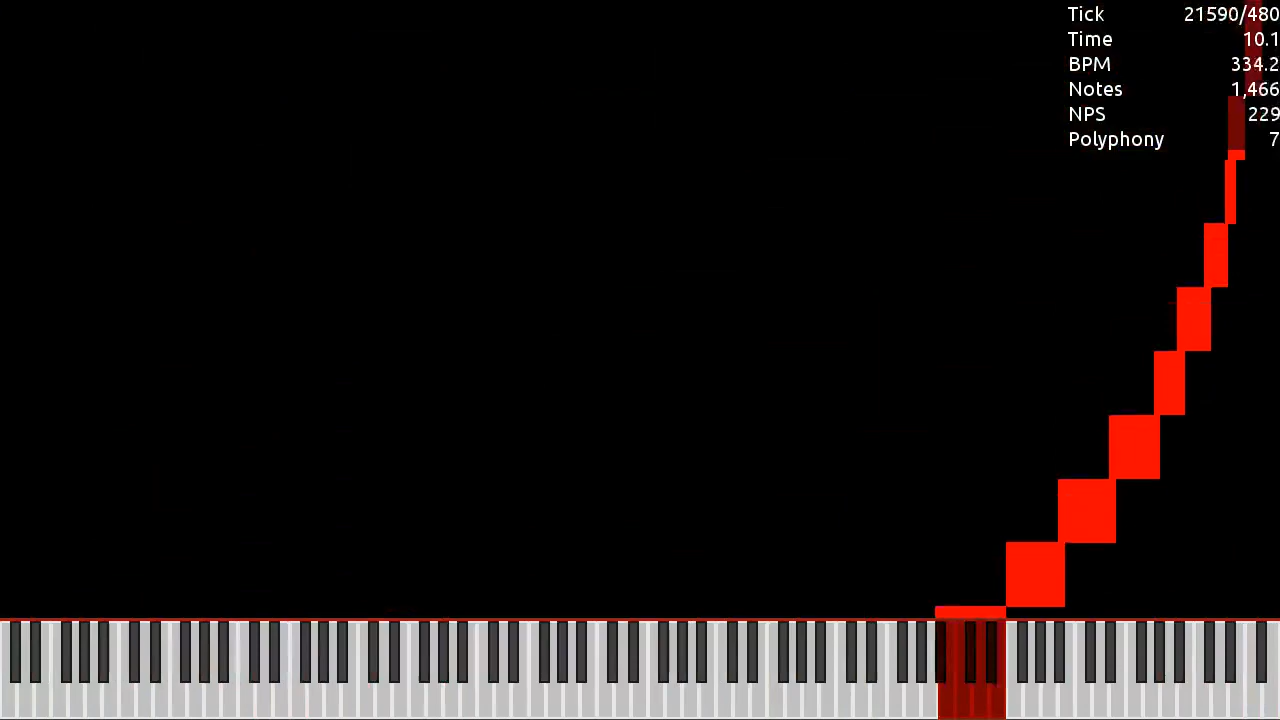 Tick 21590/480
Time 10.1
BPM 334.2
Notes 1,466
NPS 229
Polyphony 7